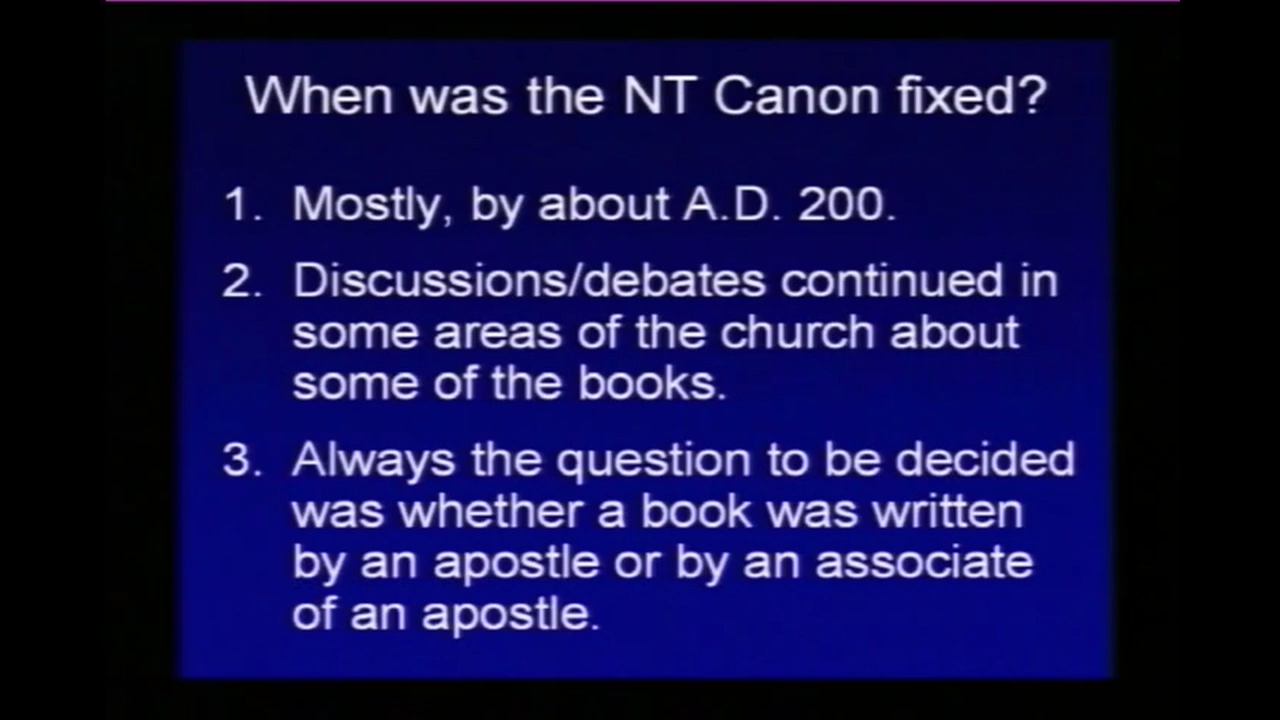 When was the NT Canon fixed?
1. Mostly, by about A.D. 200.
2. Discussions/debates continued in
some areas of the church about
some of the books.
3. Always the question to be decided
was whether a book was written
by an apostle or by an associate
of an apostle.